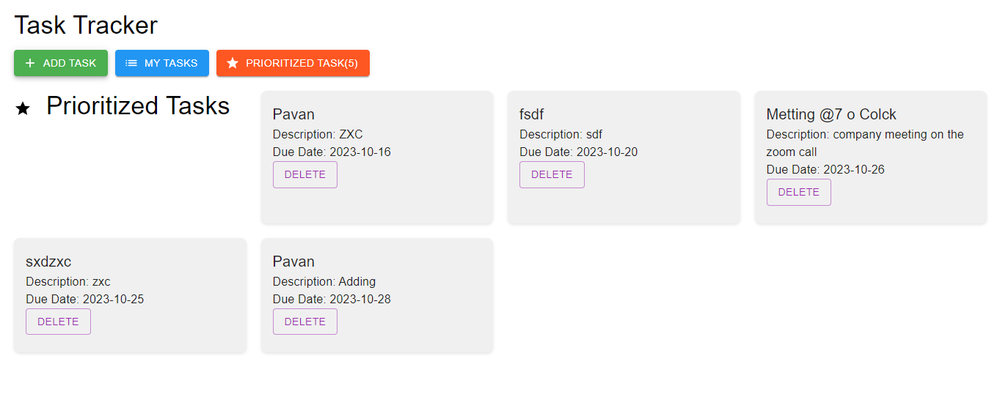 Task Tracker
ADD TASK
MY TASKS
PRIORITIZED TASK(5)
Prioritized Tasks
Pavan
Description: ZXC
Due Date: 2023-10-16
DELETE
fsdf
Description: sdf
Due Date: 2023-10-20
DELETE
Metting @7 o Colck
Description: company meeting on the
zoom call
Due Date: 2023-10-26
DELETE
sxdzxc
Description: zxc
Due Date: 2023-10-25
DELETE
Pavan
Description: Adding
Due Date: 2023-10-28
DELETE